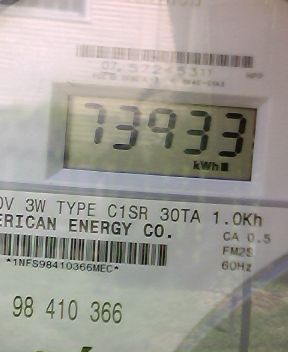 73933
kWh
0V 3W TYPE C1SR 30TA 1.0Kh
ERICAN ENERGY CO.
CA 0.5
FM2S
*1NFS98410366MEC*
60Hz
98 410 366